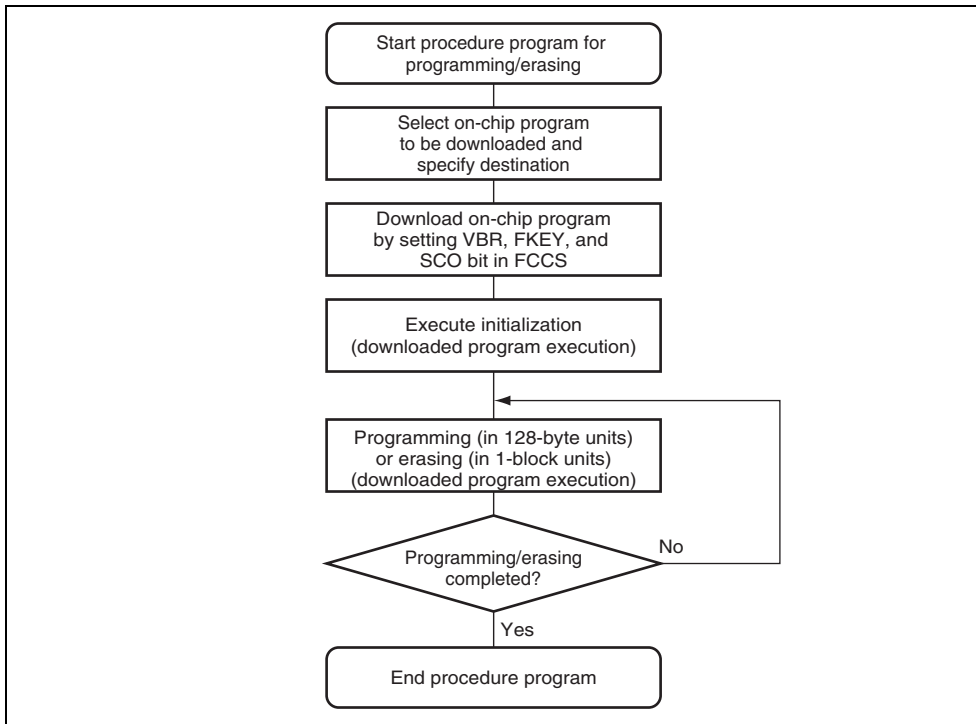 Start procedure program for
programming/erasing
Select on-chip program
to be downloaded and
specify destination
Download on-chip program
by setting VBR, FKEY, and
SCO bit in FCCS
Execute initialization
(downloaded program execution)
Programming (in 128-byte units)
or erasing (in 1-block units)
(downloaded program execution)
Programming/erasing
completed?
No
Yes
End procedure program